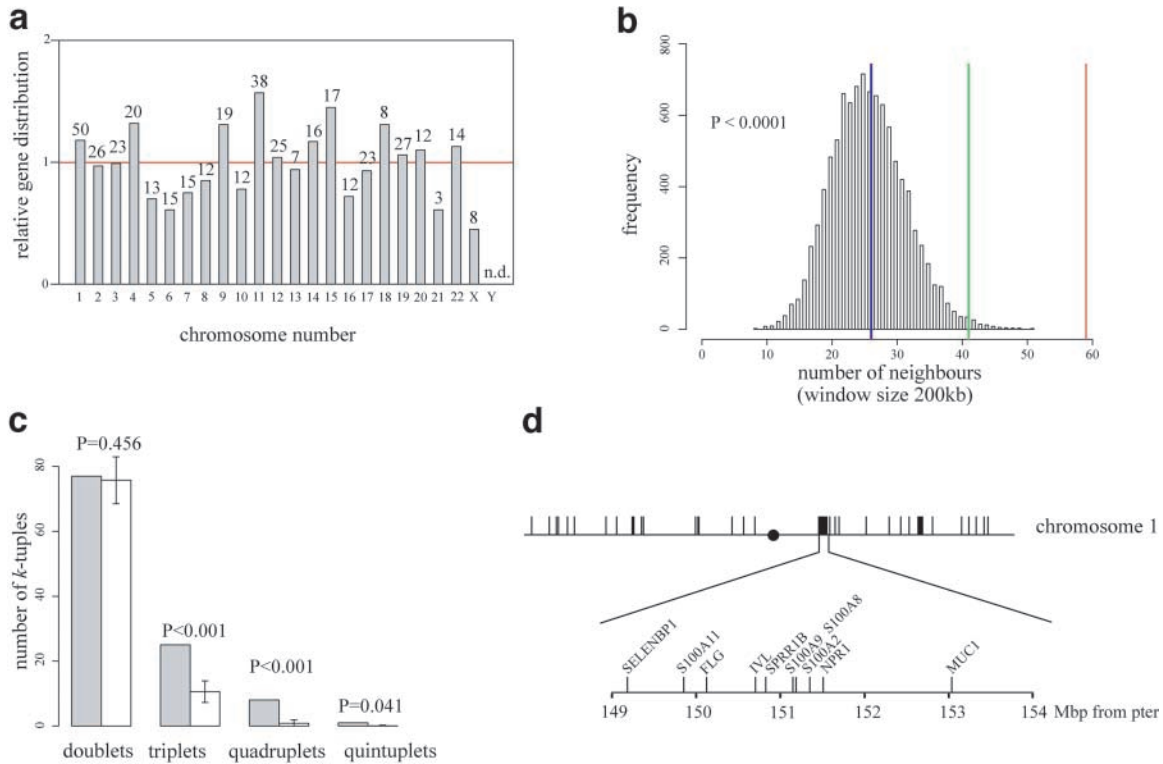 a
2
1
0
relative gene distribution
50
26
23
20
13
15
15
12
19
12
38
25
7
16
17
12
23
8
27
12
3
14
8
n.d.
1 2 3 4 5 6 7 8 9 10 11 12 13 14 15 16 17 18 19 20 21 22 X Y
chromosome number
b
800
600
400
200
0
frequency
P < 0.0001
0 10 20 30 40 50 60
number of neighbours
(window size 200kb)
c
80
60
40
20
0
number of k-tuples
P=0.456
P<0.001
P<0.001
P=0.041
doublets triplets quadruplets quintuplets
d
chromosome 1
SELENBP1
S100A11
FLG
IVL
SPRR1B
S100A9
S100A8
S100A2
NPR1
MUC1
149 150 151 152 153 154 Mbp from pter